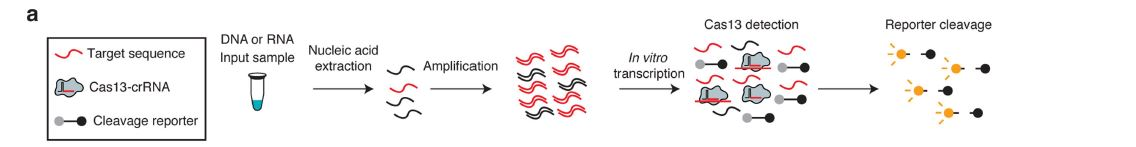 a
Target sequence
Cas13-crRNA
Cleavage reporter
DNA or RNA
Input sample
Nucleic acid
extraction
Amplification
In vitro
transcription
Cas13 detection
Reporter cleavage